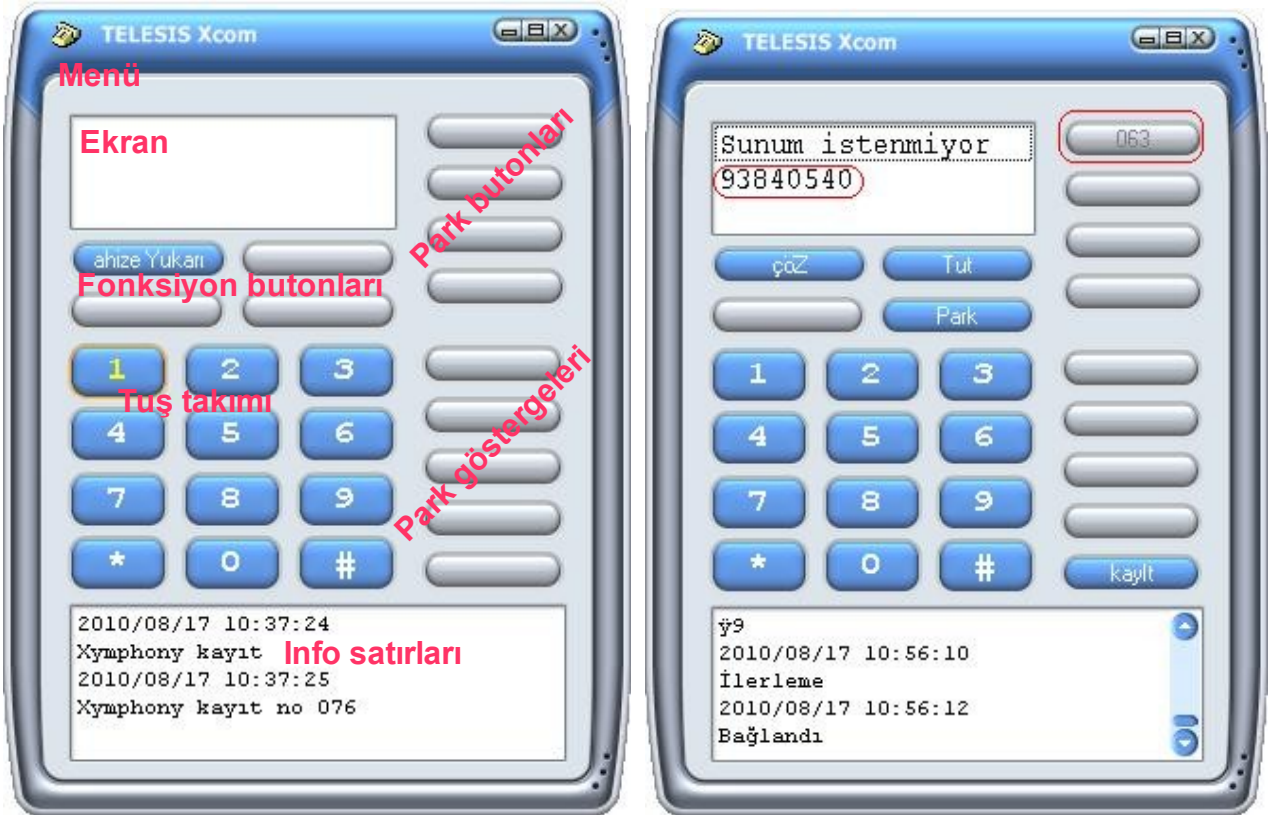 TELESIS Xcom
Menü
Ekran
Park butonları
ahize Yukarı
Fonksiyon butonları
1 2 3
Tuş takımı
4 5 6
7 8 9
* 0 #
Park göstergeleri
2010/08/17 10:37:24
Xymphony kayıt
Info satırları
2010/08/17 10:37:25
Xymphony kayıt no 076
TELESIS Xcom
Sunum istenmiyor
93840540
063
çöZ Tut
Park
1 2 3
4 5 6
7 8 9
* 0 #
kayIt
ÿ9
2010/08/17 10:56:10
İlerleme
2010/08/17 10:56:12
Bağlandı